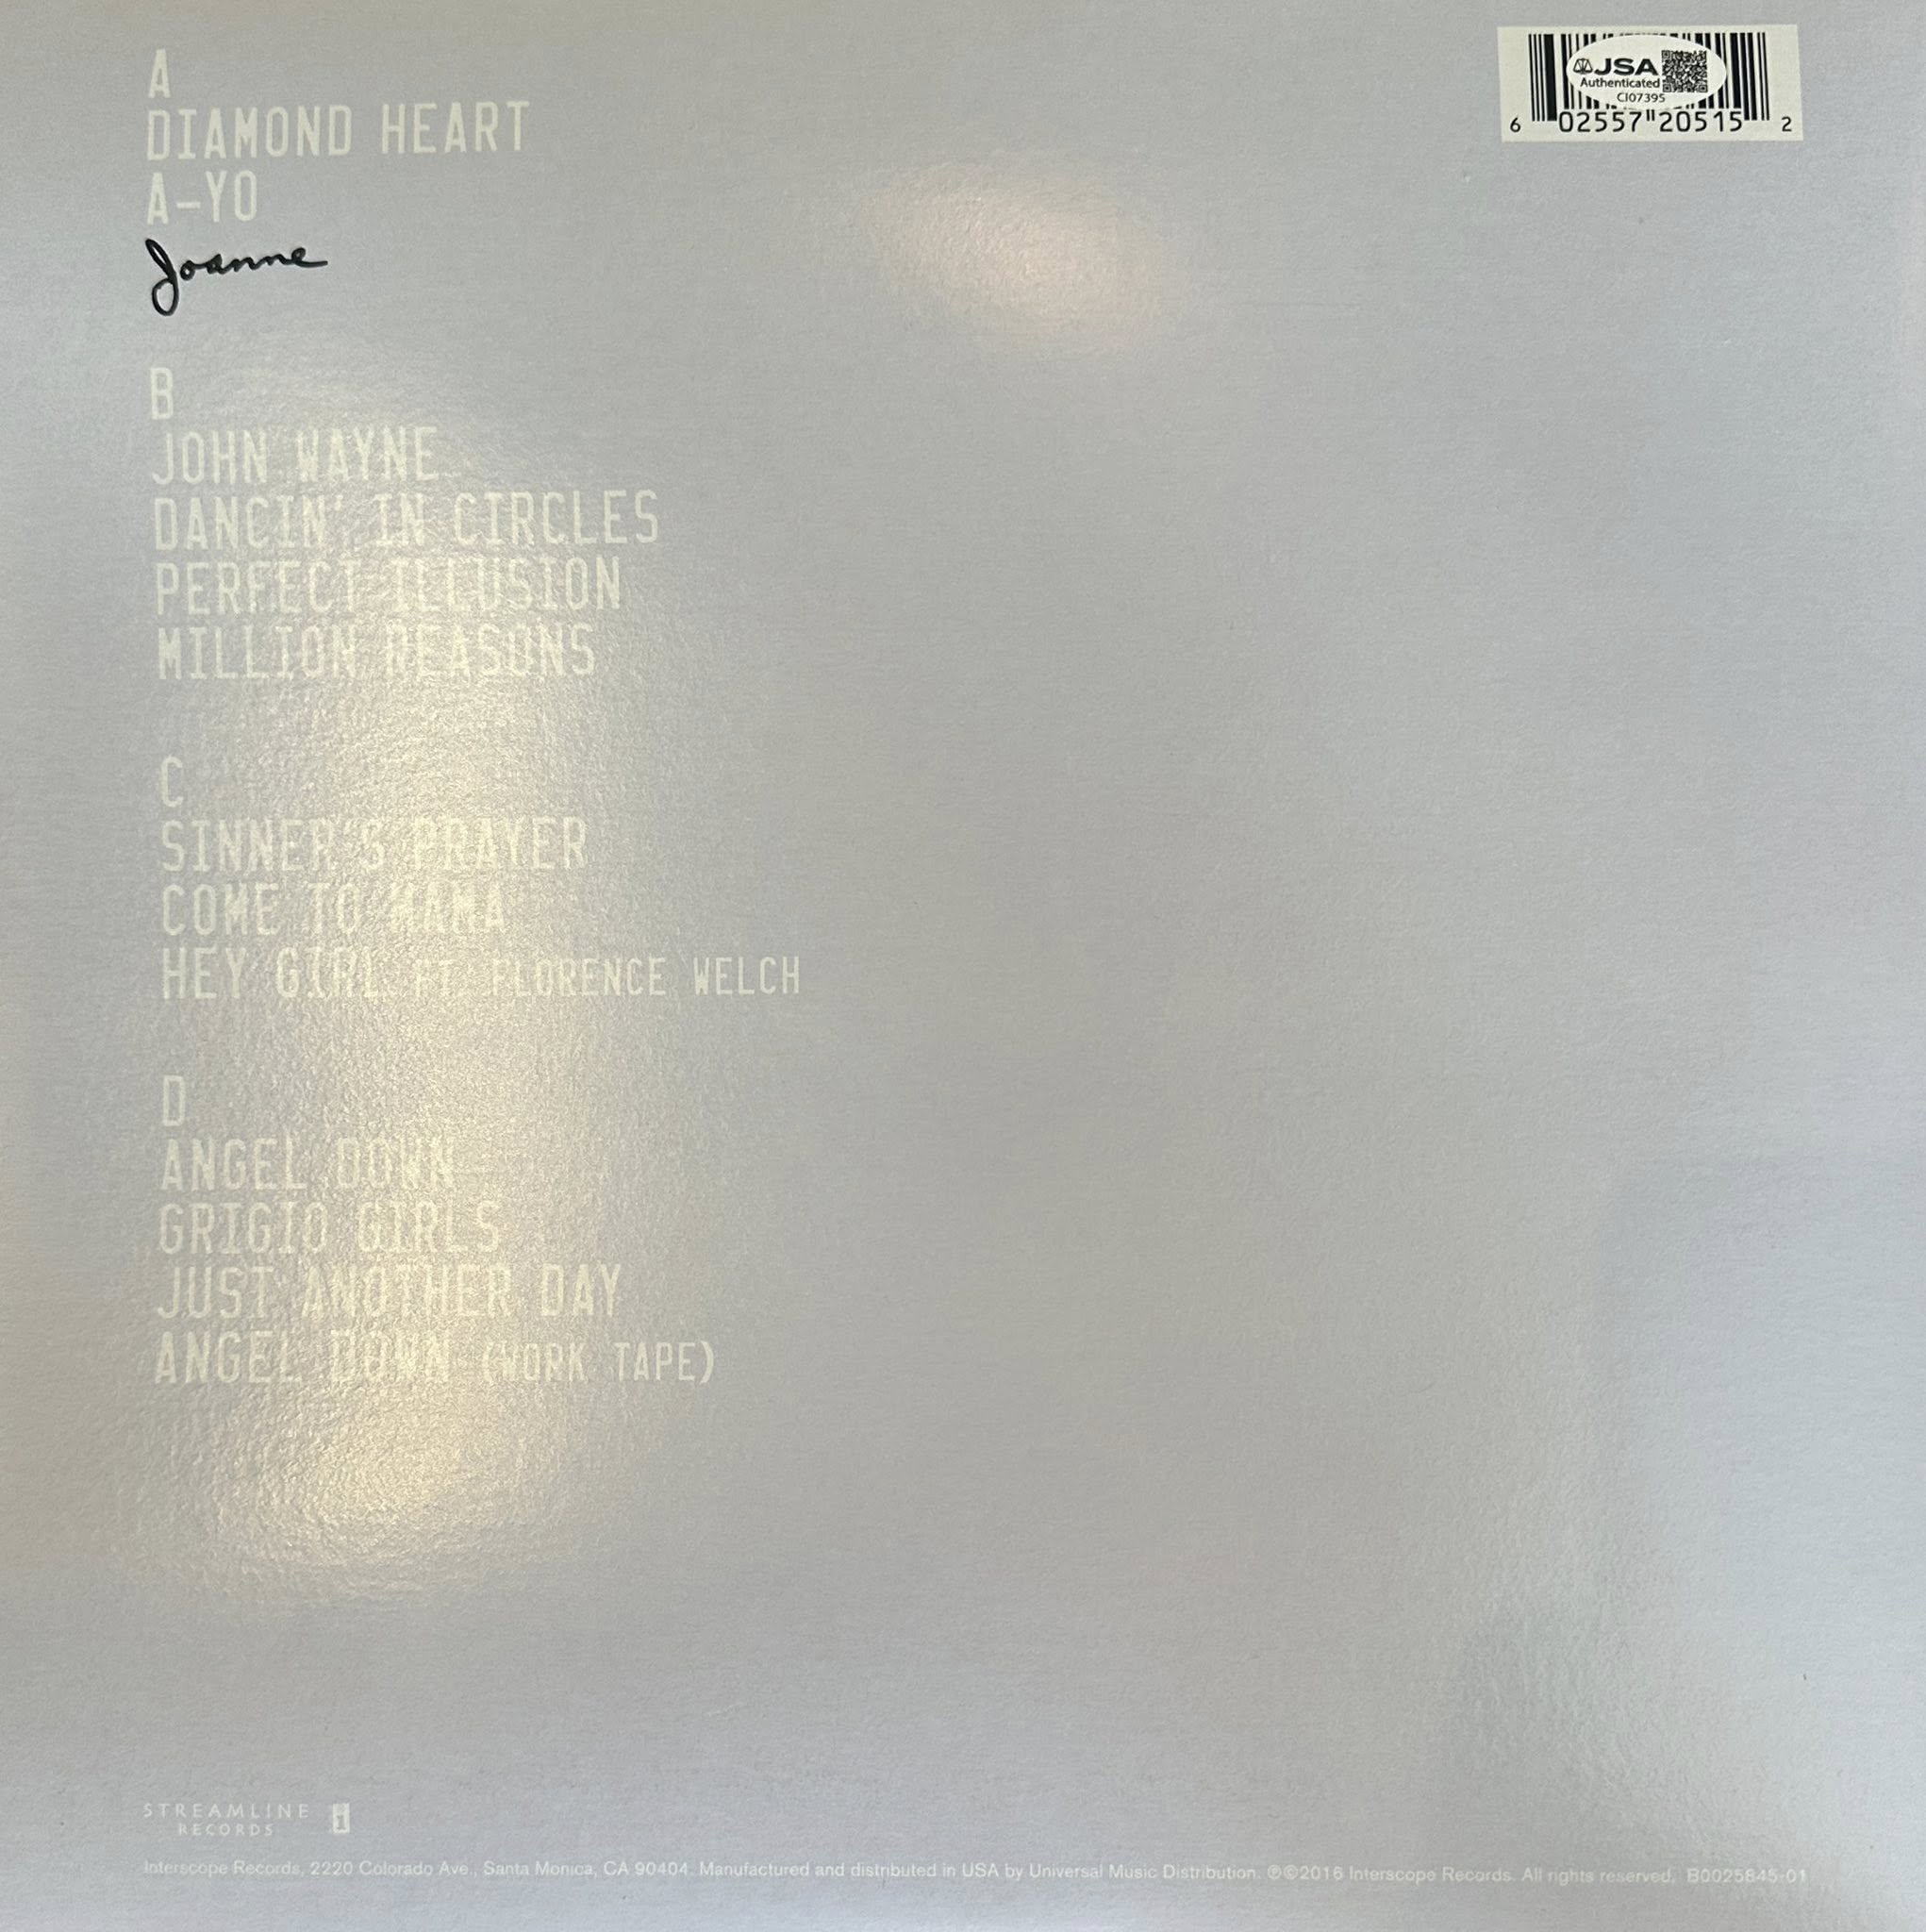 A
DIAMOND HEART
A-YO
Joanne
B
JOHN WAYNE
DANCIN' IN CIRCLES
PERFECT ILLUSION
MILLION REASONS
C
SINNER'S PRAYER
COME TO MAMA
HEY GIRL FT FLORENCE WELCH
D
ANGEL DOWN
GRIGIO GIRLS
JUST ANOTHER DAY
ANGEL DOWN (WORK TAPE)
JSA
Authenticated
CI07395
6 02557 20515 2
STREAMLINE
RECORDS
i
Interscope Records, 2220 Colorado Ave., Santa Monica, CA 90404. Manufactured and distributed in USA by Universal Music Distribution. ℗©2016 Interscope Records. All rights reserved. B0025845-01